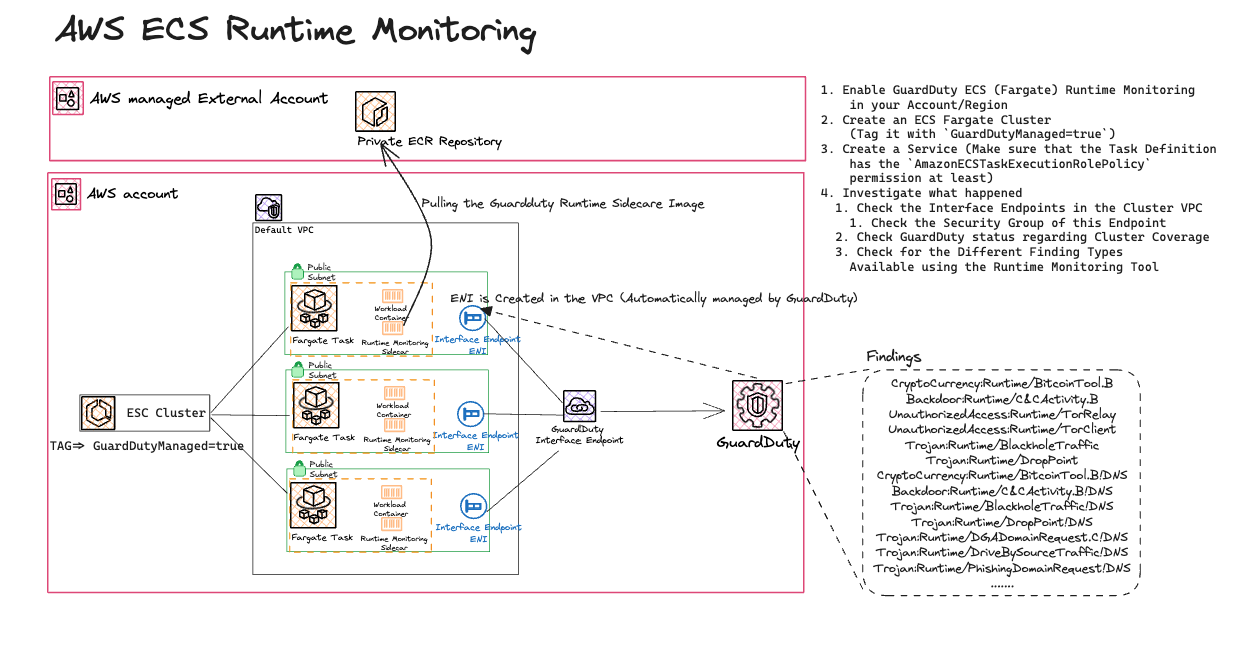 AWS ECS Runtime Monitoring
AWS managed External Account
Private ECR Repository
1. Enable GuardDuty ECS (Fargate) Runtime Monitoring
in your Account/Region
2. Create an ECS Fargate Cluster
(Tag it with `GuardDutyManaged=true`)
3. Create a Service (Make sure that the Task Definition
has the `AmazonECSTaskExecutionRolePolicy`
permission at least)
4. Investigate what happened
1. Check the Interface Endpoints in the Cluster VPC
1. Check the Security Group of this Endpoint
2. Check GuardDuty status regarding Cluster Coverage
3. Check for the Different Finding Types
Available using the Runtime Monitoring Tool
AWS account
Pulling the Guardduty Runtime Sidecare Image
Default VPC
Public
Subnet
Workload
Container
Fargate Task
Runtime Monitoring
Sidecar
ENI is Created in the VPC (Automatically managed by GuardDuty)
Interface Endpoint
ENI
Public
Subnet
Workload
Container
Fargate Task
Runtime Monitoring
Sidecar
Interface Endpoint
ENI
Public
Subnet
Workload
Container
Fargate Task
Runtime Monitoring
Sidecar
Interface Endpoint
ENI
ESC Cluster
TAG=> GuardDutyManaged=true
GuardDuty
Interface Endpoint
GuardDuty
Findings
CryptoCurrency:Runtime/BitcoinTool.B
Backdoor:Runtime/C&CActivity.B
UnauthorizedAccess:Runtime/TorRelay
UnauthorizedAccess:Runtime/TorClient
Trojan:Runtime/BlackholeTraffic
Trojan:Runtime/DropPoint
CryptoCurrency:Runtime/BitcoinTool.B!DNS
Backdoor:Runtime/C&CActivity.B!DNS
Trojan:Runtime/BlackholeTraffic!DNS
Trojan:Runtime/DropPoint!DNS
Trojan:Runtime/DGADomainRequest.C!DNS
Trojan:Runtime/DriveBySourceTraffic!DNS
Trojan:Runtime/PhishingDomainRequest!DNS
.......